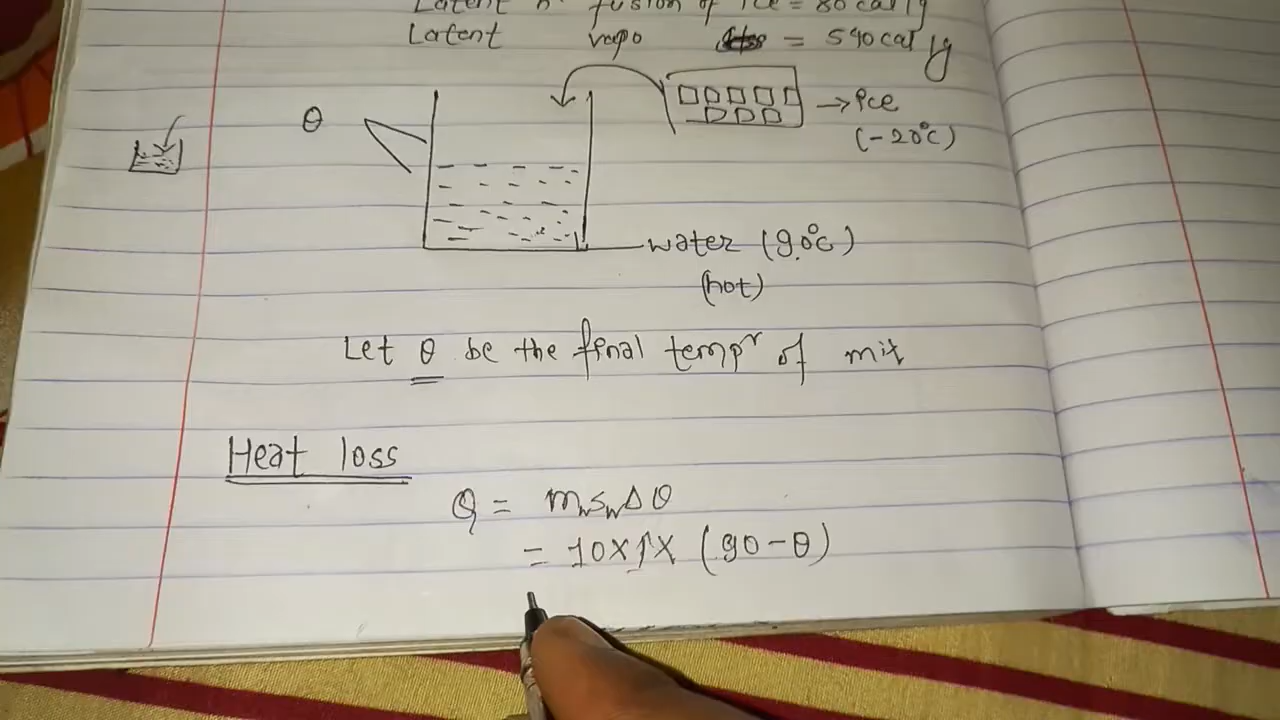 Latent h. fusion of Ice = 80 cal/g
Latent vapo = 540 cal/g
θ
→ Ice
(-20°C)
water (90°C)
(hot)
Let θ be the final tempr of mix
Heat loss
Q = mwswΔθ
= 10×1× (90-θ)